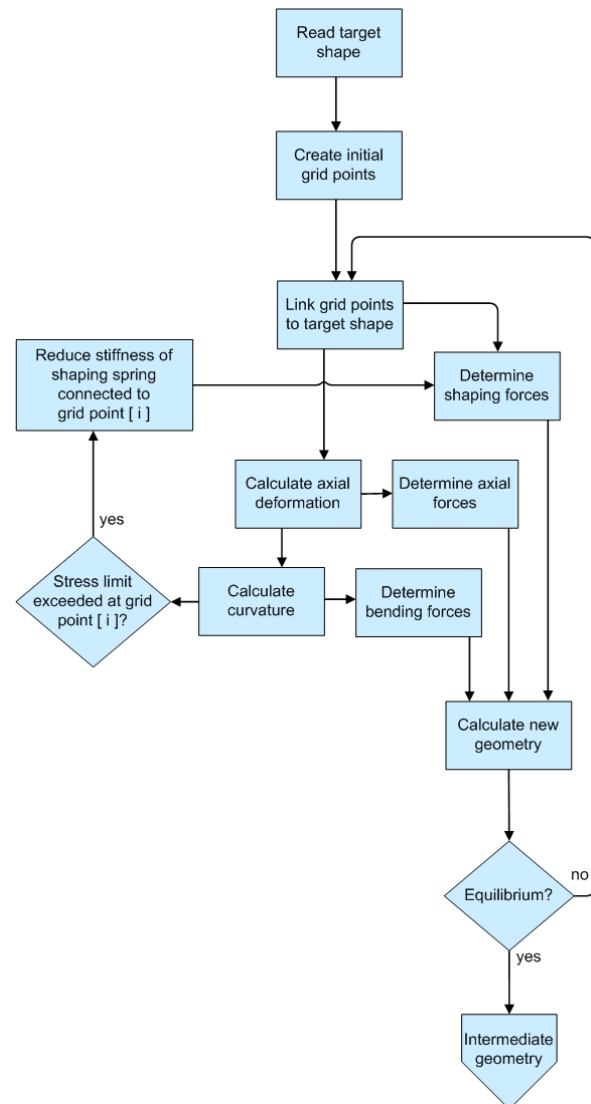 Read target
shape
Create initial
grid points
Link grid points
to target shape
Reduce stiffness of
shaping spring
connected to
grid point [ i ]
Determine
shaping forces
Calculate axial
deformation
Determine axial
forces
yes
Stress limit
exceeded at grid
point [ i ]?
Calculate
curvature
Determine
bending forces
Calculate new
geometry
Equilibrium?
no
yes
Intermediate
geometry